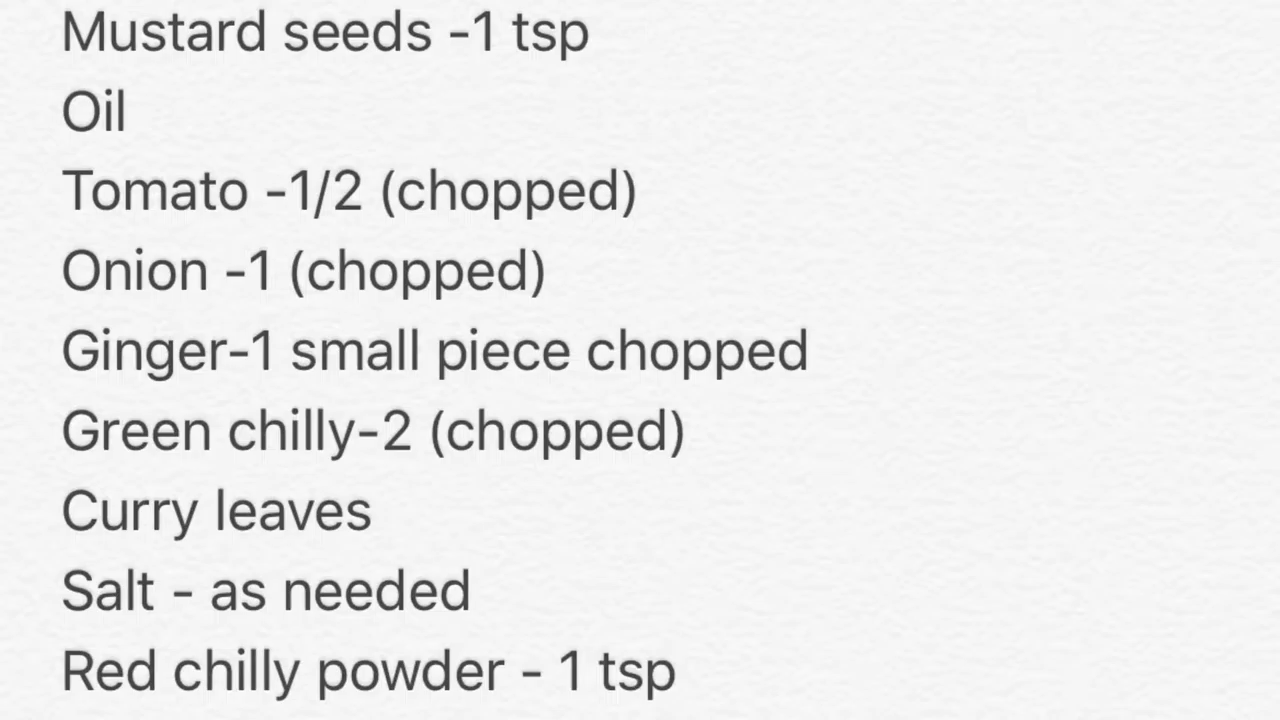 Mustard seeds -1 tsp
Oil
Tomato -1/2 (chopped)
Onion -1 (chopped)
Ginger-1 small piece chopped
Green chilly-2 (chopped)
Curry leaves
Salt - as needed
Red chilly powder - 1 tsp